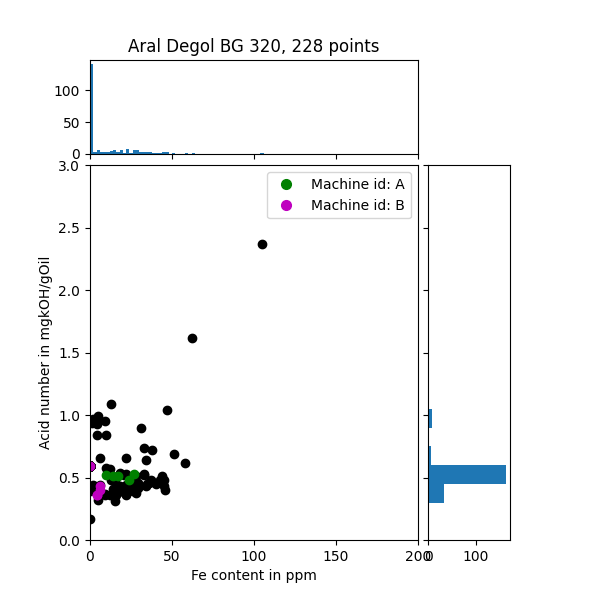 Aral Degol BG 320, 228 points
100
50
0
3.0
2.5
2.0
1.5
1.0
0.5
0.0
Acid number in mgkOH/gOil
Machine id: A
Machine id: B
0 50 100 150 200
0 100
Fe content in ppm